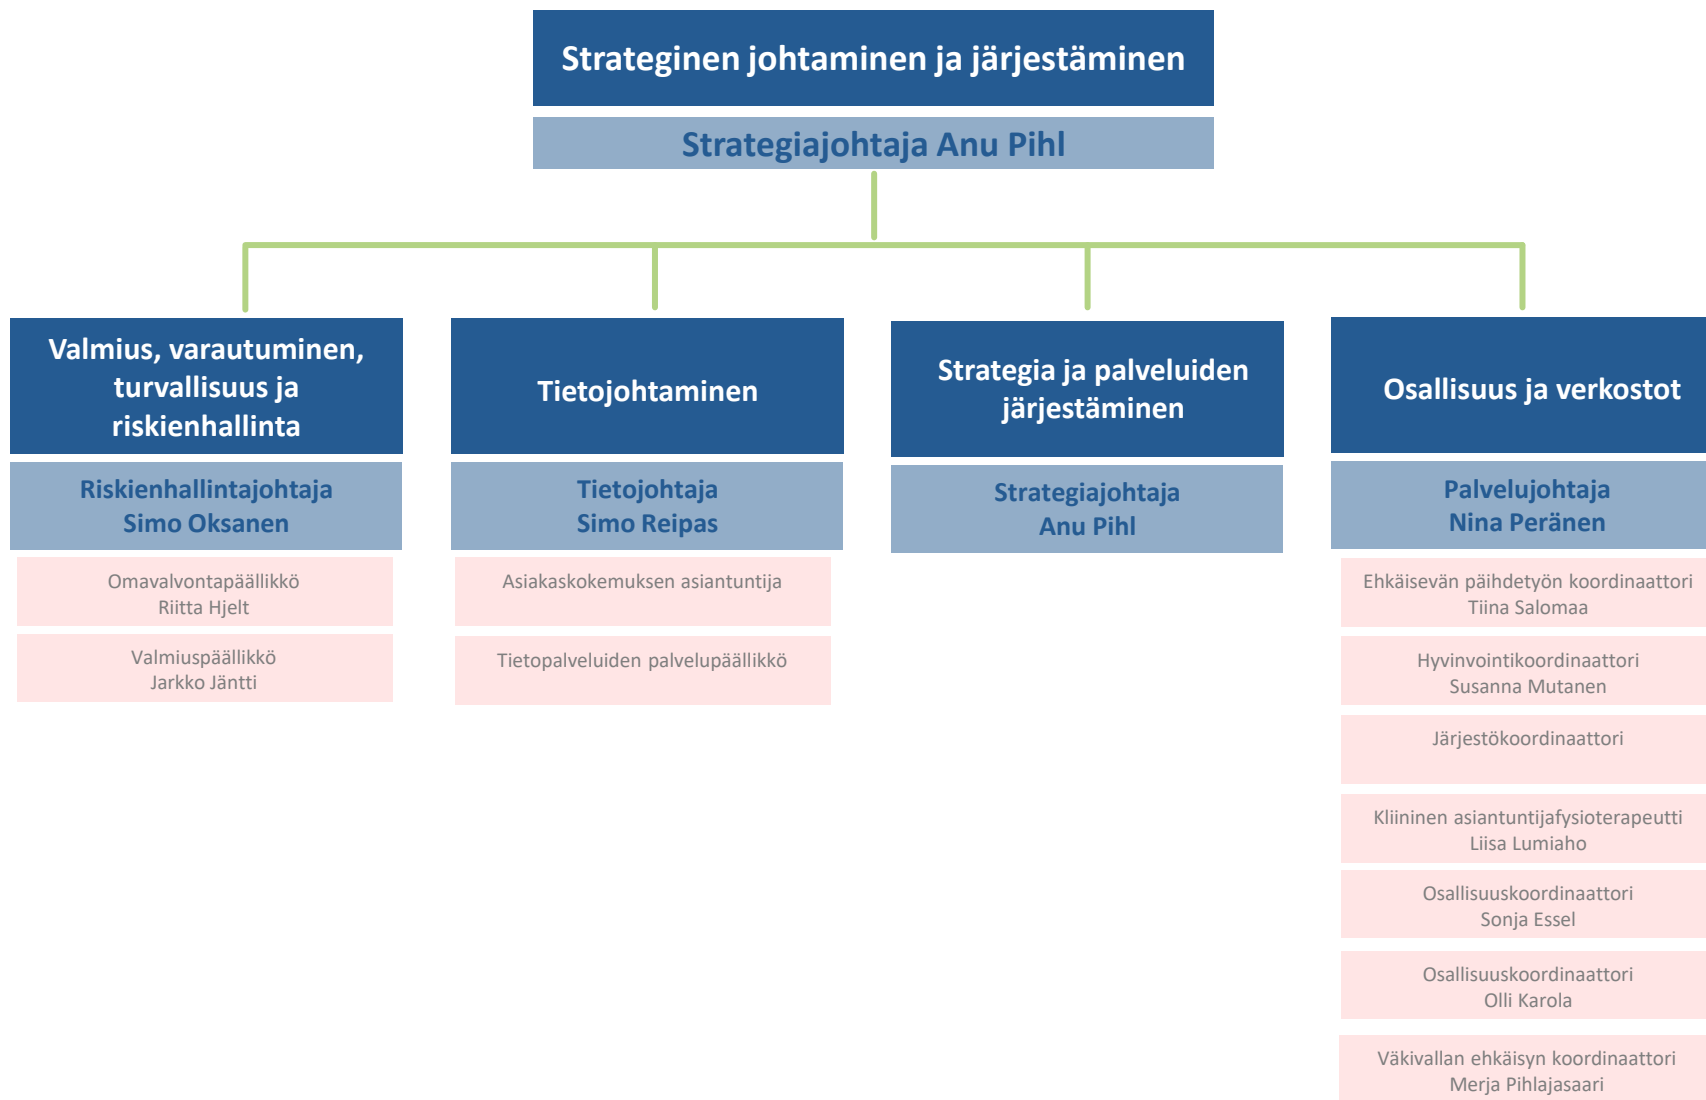 Strateginen johtaminen ja järjestäminen
Strategiajohtaja Anu Pihl
Valmius, varautuminen,
turvallisuus ja
riskienhallinta
Riskienhallintajohtaja
Simo Oksanen
Omavalvontapäällikkö
Riitta Hjelt
Valmiuspäällikkö
Jarkko Jäntti
Tietojohtaminen
Tietojohtaja
Simo Reipas
Asiakaskokemuksen asiantuntija
Tietopalveluiden palvelupäällikkö
Strategia ja palveluiden
järjestäminen
Strategiajohtaja
Anu Pihl
Osallisuus ja verkostot
Palvelujohtaja
Nina Peränen
Ehkäisevän päihdetyön koordinaattori
Tiina Salomaa
Hyvinvointikoordinaattori
Susanna Mutanen
Järjestökoordinaattori
Kliininen asiantuntijafysioterapeutti
Liisa Lumiaho
Osallisuuskoordinaattori
Sonja Essel
Osallisuuskoordinaattori
Olli Karola
Väkivallan ehkäisyn koordinaattori
Merja Pihlajasaari